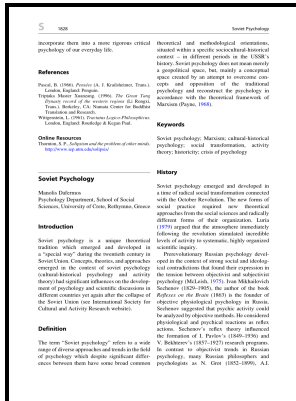 S
1828
Soviet Psychology
incorporate them into a more rigorous critical
psychology of our everyday life.
References
Pascal, B. (1966). Pensées (A. J. Krailsheimer, Trans.).
London, England: Penguin.
Tripitaka Master Xuanzang. (1996). The Great Tang
Dynasty record of the western regions (Li Rongxi,
Trans.). Berkeley, CA: Numata Center for Buddhist
Translation and Research.
Wittgenstein, L. (1961). Tractatus Logico-Philosophicus.
London, England: Routledge & Kegan Paul.
Online Resources
Thornton, S. P., Solipsism and the problem of other minds.
http://www.iep.utm.edu/solipsis/
Soviet Psychology
Manolis Dafermos
Psychology Department, School of Social
Sciences, University of Crete, Rethymno, Greece
Introduction
Soviet psychology is a unique theoretical
tradition which emerged and developed in
a “special way” during the twentieth century in
Soviet Union. Concepts, theories, and approaches
emerged in the context of soviet psychology
(cultural-historical psychology and activity
theory) had significant influences on the develop-
ment of psychology and scientific discussions in
different countries yet again after the collapse of
the Soviet Union (see International Society for
Cultural and Activity Research website).
Definition
The term “Soviet psychology” refers to a wide
range of diverse approaches and trends in the field
of psychology which despite significant differ-
ences between them have some broad common
theoretical and methodological orientations,
situated within a specific sociocultural-historical
context – in different periods in the USSR’s
history. Soviet psychology does not mean merely
a geopolitical space, but, mainly a conceptual
space created by an attempt to overcome con-
cepts and opposition of the traditional
psychology and reconstruct the psychology in
accordance with the theoretical framework of
Marxism (Payne, 1968).
Keywords
Soviet psychology; Marxism; cultural-historical
psychology; social transformation, activity
theory; historicity; crisis of psychology
History
Soviet psychology emerged and developed in
a time of radical social transformation connected
with the October Revolution. The new forms of
social practice required new theoretical
approaches from the social sciences and radically
different forms of their organization. Luria
(1979) argued that the atmosphere immediately
following the revolution stimulated incredible
levels of activity to systematic, highly organized
scientific inquiry.
Prerevolutionary Russian psychology devel-
oped in the context of strong social and ideolog-
ical contradictions that found their expression in
the tension between objectivist and subjectivist
psychology (McLeish, 1975). Ivan Mikhailovich
Sechenov (1829–1905), the author of the book
Reflexes on the Brain (1863) is the founder of
objective physiological psychology in Russia.
Sechenov suggested that psychic activity could
be analyzed by objective methods. He considered
physiological and psychical reactions as reflex
actions. Sechenov’s reflex theory influenced
the formation of I. Pavlov’s (1849–1936) and
V. Bekhterev’s (1857–1927) research programs.
In contrast to objectivist trends in Russian
psychology, many Russian philosophers and
psychologists as N. Grot (1852–1899), A.I.